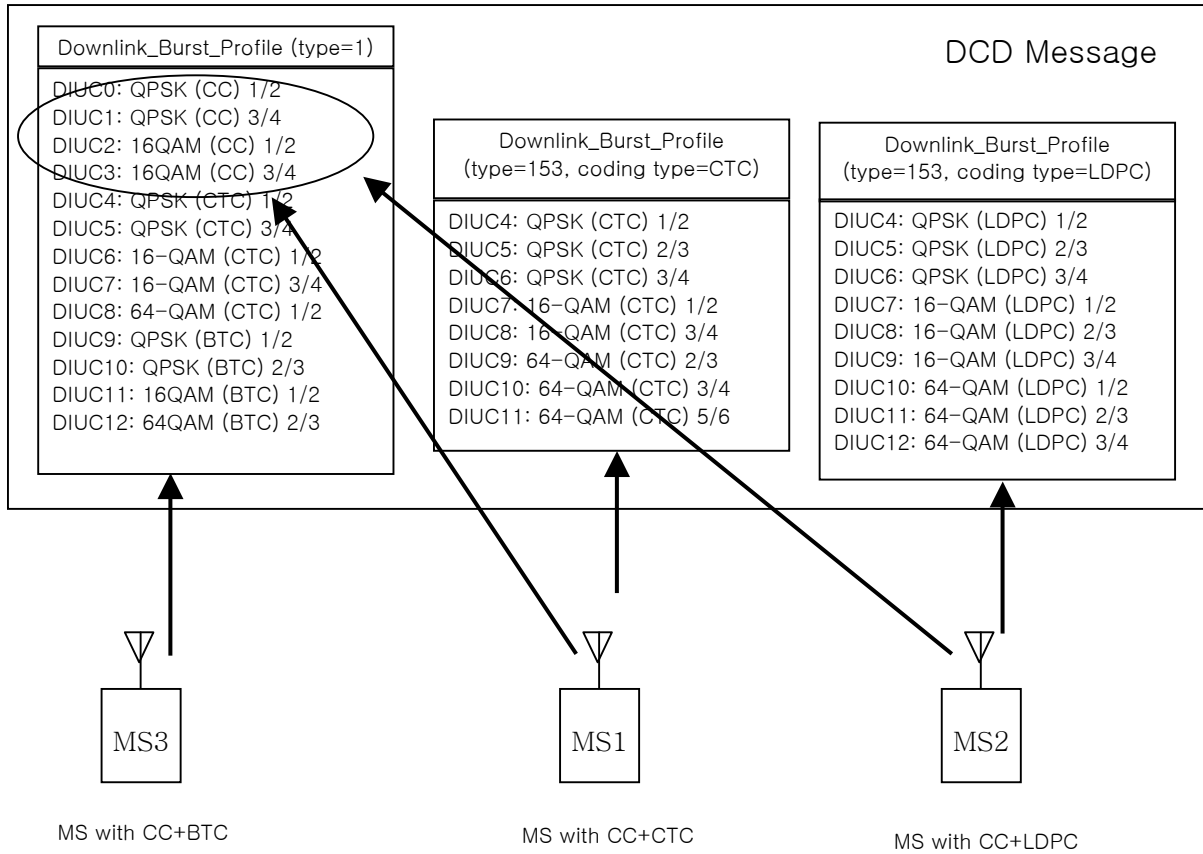 DCD Message
Downlink_Burst_Profile (type=1)
DIUC0: QPSK (CC) 1/2
DIUC1: QPSK (CC) 3/4
DIUC2: 16QAM (CC) 1/2
DIUC3: 16QAM (CC) 3/4
DIUC4: QPSK (CTC) 1/2
DIUC5: QPSK (CTC) 3/4
DIUC6: 16-QAM (CTC) 1/2
DIUC7: 16-QAM (CTC) 3/4
DIUC8: 64-QAM (CTC) 1/2
DIUC9: QPSK (BTC) 1/2
DIUC10: QPSK (BTC) 2/3
DIUC11: 16QAM (BTC) 1/2
DIUC12: 64QAM (BTC) 2/3
Downlink_Burst_Profile
(type=153, coding type=CTC)
DIUC4: QPSK (CTC) 1/2
DIUC5: QPSK (CTC) 2/3
DIUC6: QPSK (CTC) 3/4
DIUC7: 16-QAM (CTC) 1/2
DIUC8: 16-QAM (CTC) 3/4
DIUC9: 64-QAM (CTC) 2/3
DIUC10: 64-QAM (CTC) 3/4
DIUC11: 64-QAM (CTC) 5/6
Downlink_Burst_Profile
(type=153, coding type=LDPC)
DIUC4: QPSK (LDPC) 1/2
DIUC5: QPSK (LDPC) 2/3
DIUC6: QPSK (LDPC) 3/4
DIUC7: 16-QAM (LDPC) 1/2
DIUC8: 16-QAM (LDPC) 2/3
DIUC9: 16-QAM (LDPC) 3/4
DIUC10: 64-QAM (LDPC) 1/2
DIUC11: 64-QAM (LDPC) 2/3
DIUC12: 64-QAM (LDPC) 3/4
MS3
MS1
MS2
MS with CC+BTC
MS with CC+CTC
MS with CC+LDPC